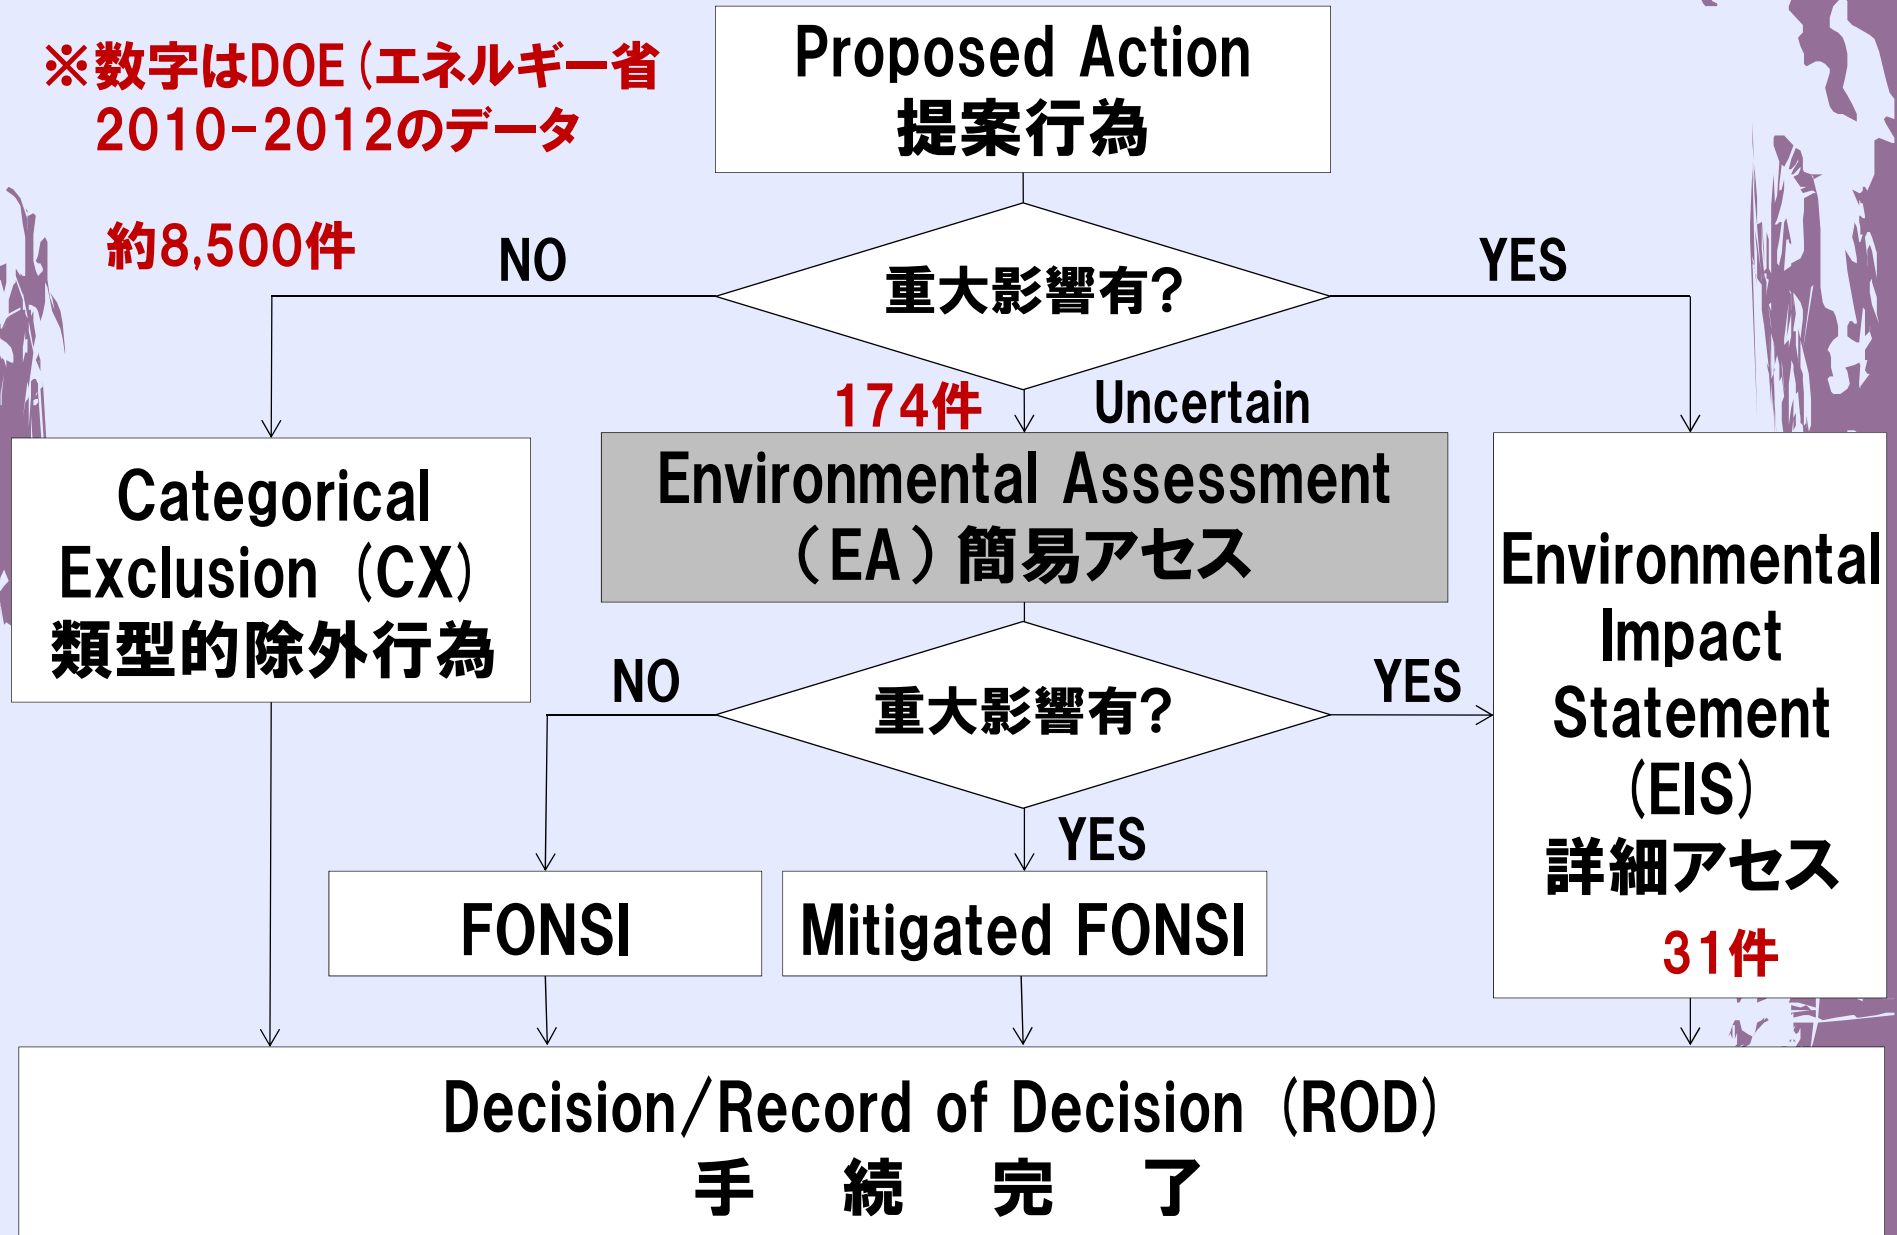 ※数字はDOE(エネルギー省
2010-2012のデータ
Proposed Action
提案行為
約8,500件
NO
重大影響有?
YES
174件
Uncertain
Categorical
Exclusion (CX)
類型的除外行為
Environmental Assessment
(EA)簡易アセス
Environmental
Impact
Statement
(EIS)
詳細アセス
31件
NO
重大影響有?
YES
YES
FONSI
Mitigated FONSI
Decision/Record of Decision (ROD)
手 続 完 了